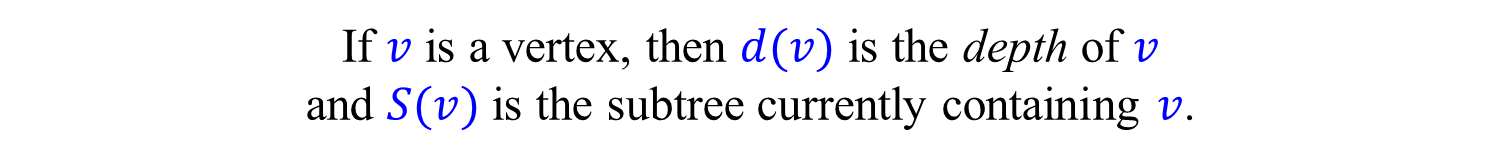 If v is a vertex, then d(v) is the depth of v
and S(v) is the subtree currently containing v.